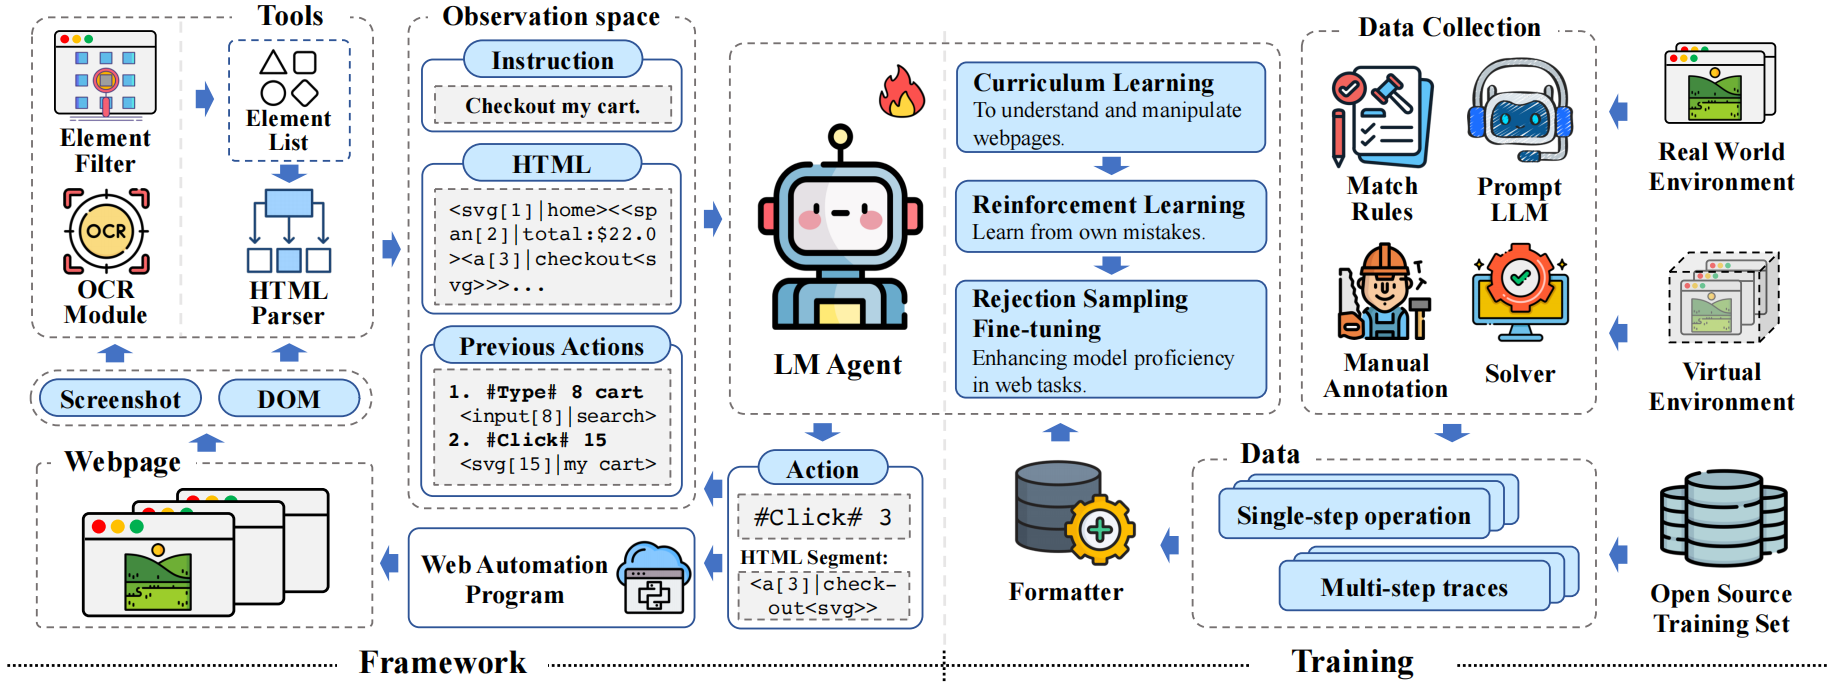 Tools
Element
Filter
Element
List
OCR
OCR
Module
HTML
Parser
Screenshot
DOM
Webpage
Observation space
Instruction
Checkout my cart.
HTML
<svg[1]|home><<sp
an[2]|total:$22.0
><a[3]|checkout<s
vg>>>...
Previous Actions
1. #Type# 8 cart
<input[8]|search>
2. #Click# 15
<svg[15]|my cart>
Web Automation
Program
LM Agent
Action
#Click# 3
HTML Segment:
<a[3]|check-
out<svg>>
Framework
Curriculum Learning
To understand and manipulate
webpages.
Reinforcement Learning
Learn from own mistakes.
Rejection Sampling
Fine-tuning
Enhancing model proficiency
in web tasks.
Data Collection
Match
Rules
Prompt
LLM
Manual
Annotation
Solver
Real World
Environment
Virtual
Environment
Formatter
Data
Single-step operation
Multi-step traces
Open Source
Training Set
Training